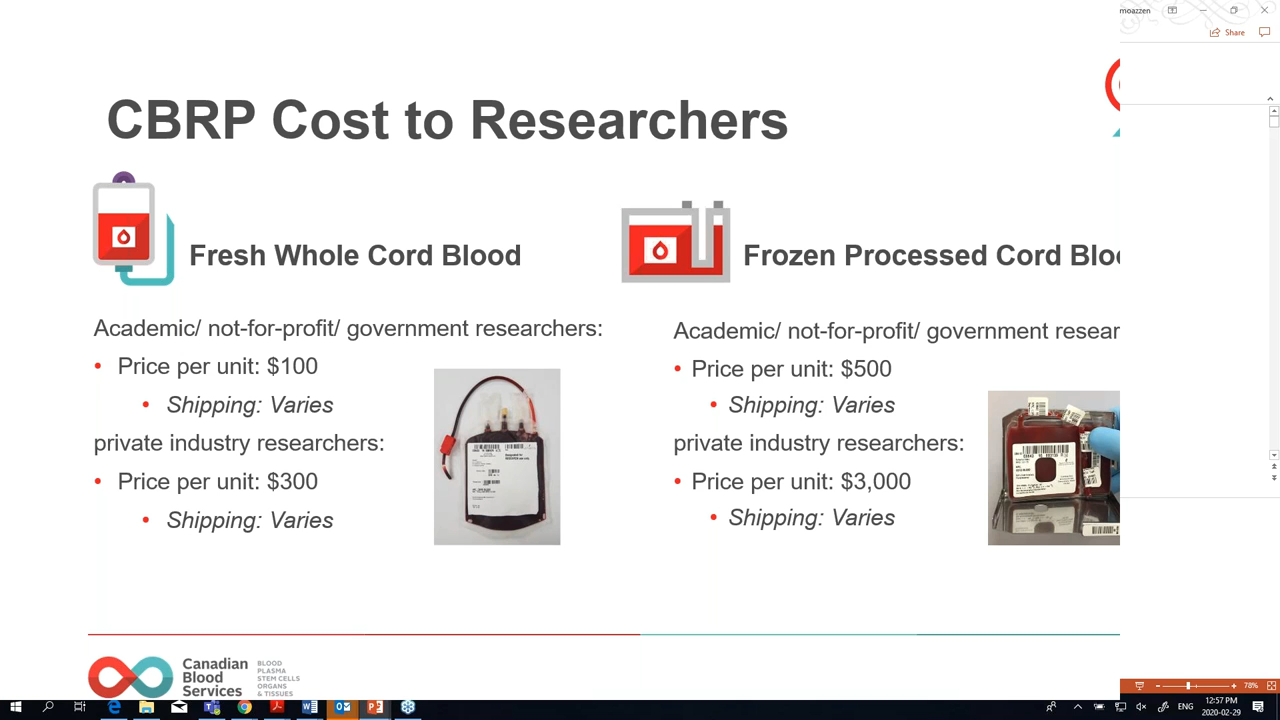 moazzen
Share
CBRP Cost to Researchers
Fresh Whole Cord Blood
Academic/ not-for-profit/ government researchers:
• Price per unit: $100
• Shipping: Varies
private industry researchers:
• Price per unit: $300
• Shipping: Varies
Frozen Processed Cord Bloo
Academic/ not-for-profit/ government resear
• Price per unit: $500
• Shipping: Varies
private industry researchers:
• Price per unit: $3,000
• Shipping: Varies
Canadian
Blood
Services
BLOOD
PLASMA
STEM CELLS
ORGANS
& TISSUES
78%
ENG
12:57 PM
2020-02-29